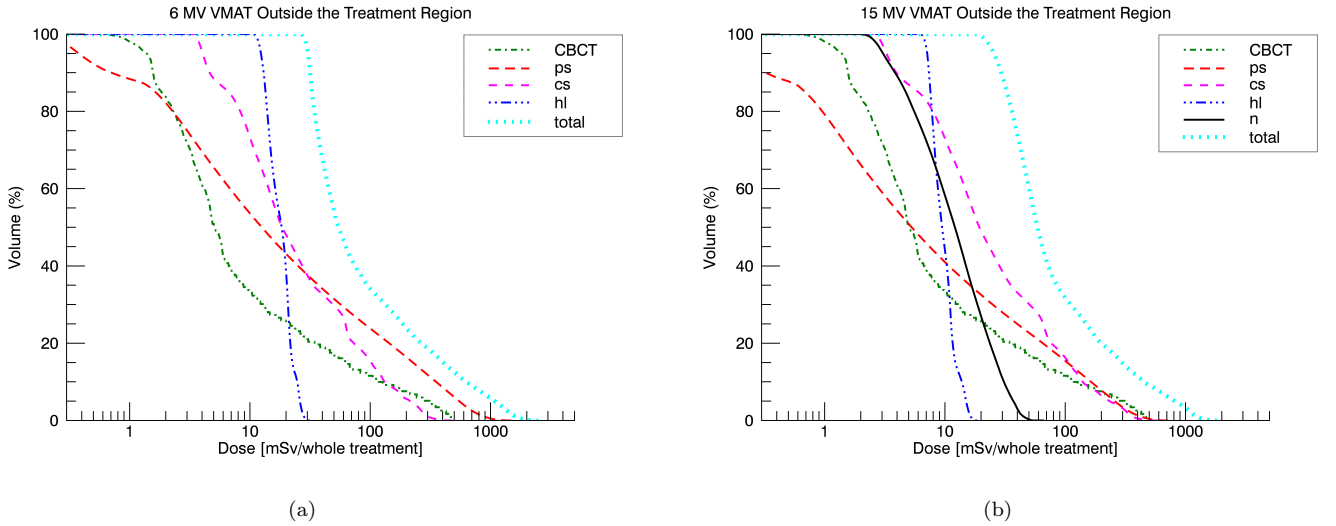 6 MV VMAT Outside the Treatment Region
100
80
60
40
20
0
Volume (%)
1
10
100
1000
Dose [mSv/whole treatment]
CBCT
ps
cs
hl
total
(a)
15 MV VMAT Outside the Treatment Region
100
80
60
40
20
0
Volume (%)
1
10
100
1000
Dose [mSv/whole treatment]
CBCT
ps
cs
hl
n
total
(b)